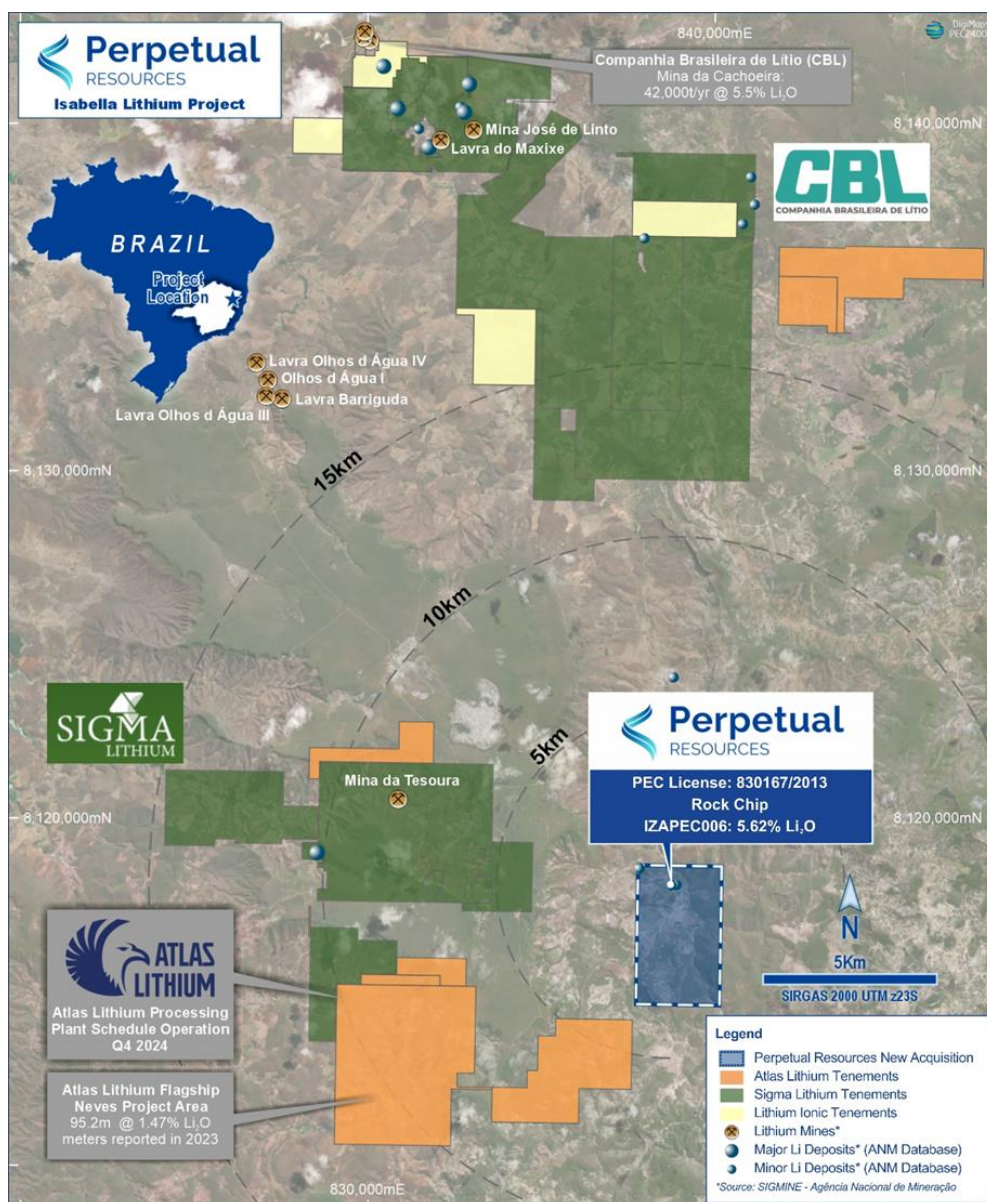 Perpetual
RESOURCES
Isabella Lithium Project
840,000mE
DigiMaps
Companhia Brasileira de Lítio (CBL)
Mina da Cachoeira:
42,000t/yr @ 5.5% Li₂O
8,140,000mN
8,140,000mN
Mina José de Linto
Lavra do Maxixe
CBL
COMPANHIA BRASILEIRA DE LÍTIO
BRAZIL
Project
Location
Lavra Olhos d Água IV
Olhos d Água I
Lavra Barriguda
Lavra Olhos d Água III
8,130,000mN
8,130,000mN
15km
10km
5km
SIGMA
LITHIUM
Mina da Tesoura
8,120,000mN
8,120,000mN
Perpetual
RESOURCES
PEC License: 830167/2013
Rock Chip
IZAPEC006: 5.62% Li₂O
N
5Km
SIRGAS 2000 UTM z23S
ATLAS
LITHIUM
Atlas Lithium Processing
Plant Schedule Operation
Q4 2024
Atlas Lithium Flagship
Neves Project Area
95.2m @ 1.47% Li₂O
meters reported in 2023
830,000mE
Legend
Perpetual Resources New Acquisition
Atlas Lithium Tenements
Sigma Lithium Tenements
Lithium Ionic Tenements
Lithium Mines*
Major Li Deposits* (ANM Database)
Minor Li Deposits* (ANM Database)
*Source: SIGMINE - Agência Nacional de Mineração